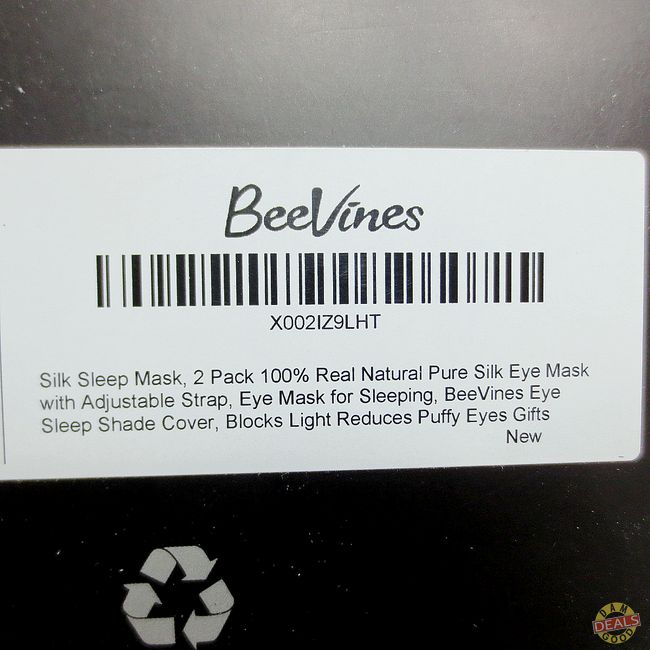 BeeVines
X002IZ9LHT
Silk Sleep Mask, 2 Pack 100% Real Natural Pure Silk Eye Mask
with Adjustable Strap, Eye Mask for Sleeping, BeeVines Eye
Sleep Shade Cover, Blocks Light Reduces Puffy Eyes Gifts
New
DAM
DEALS
GOOD